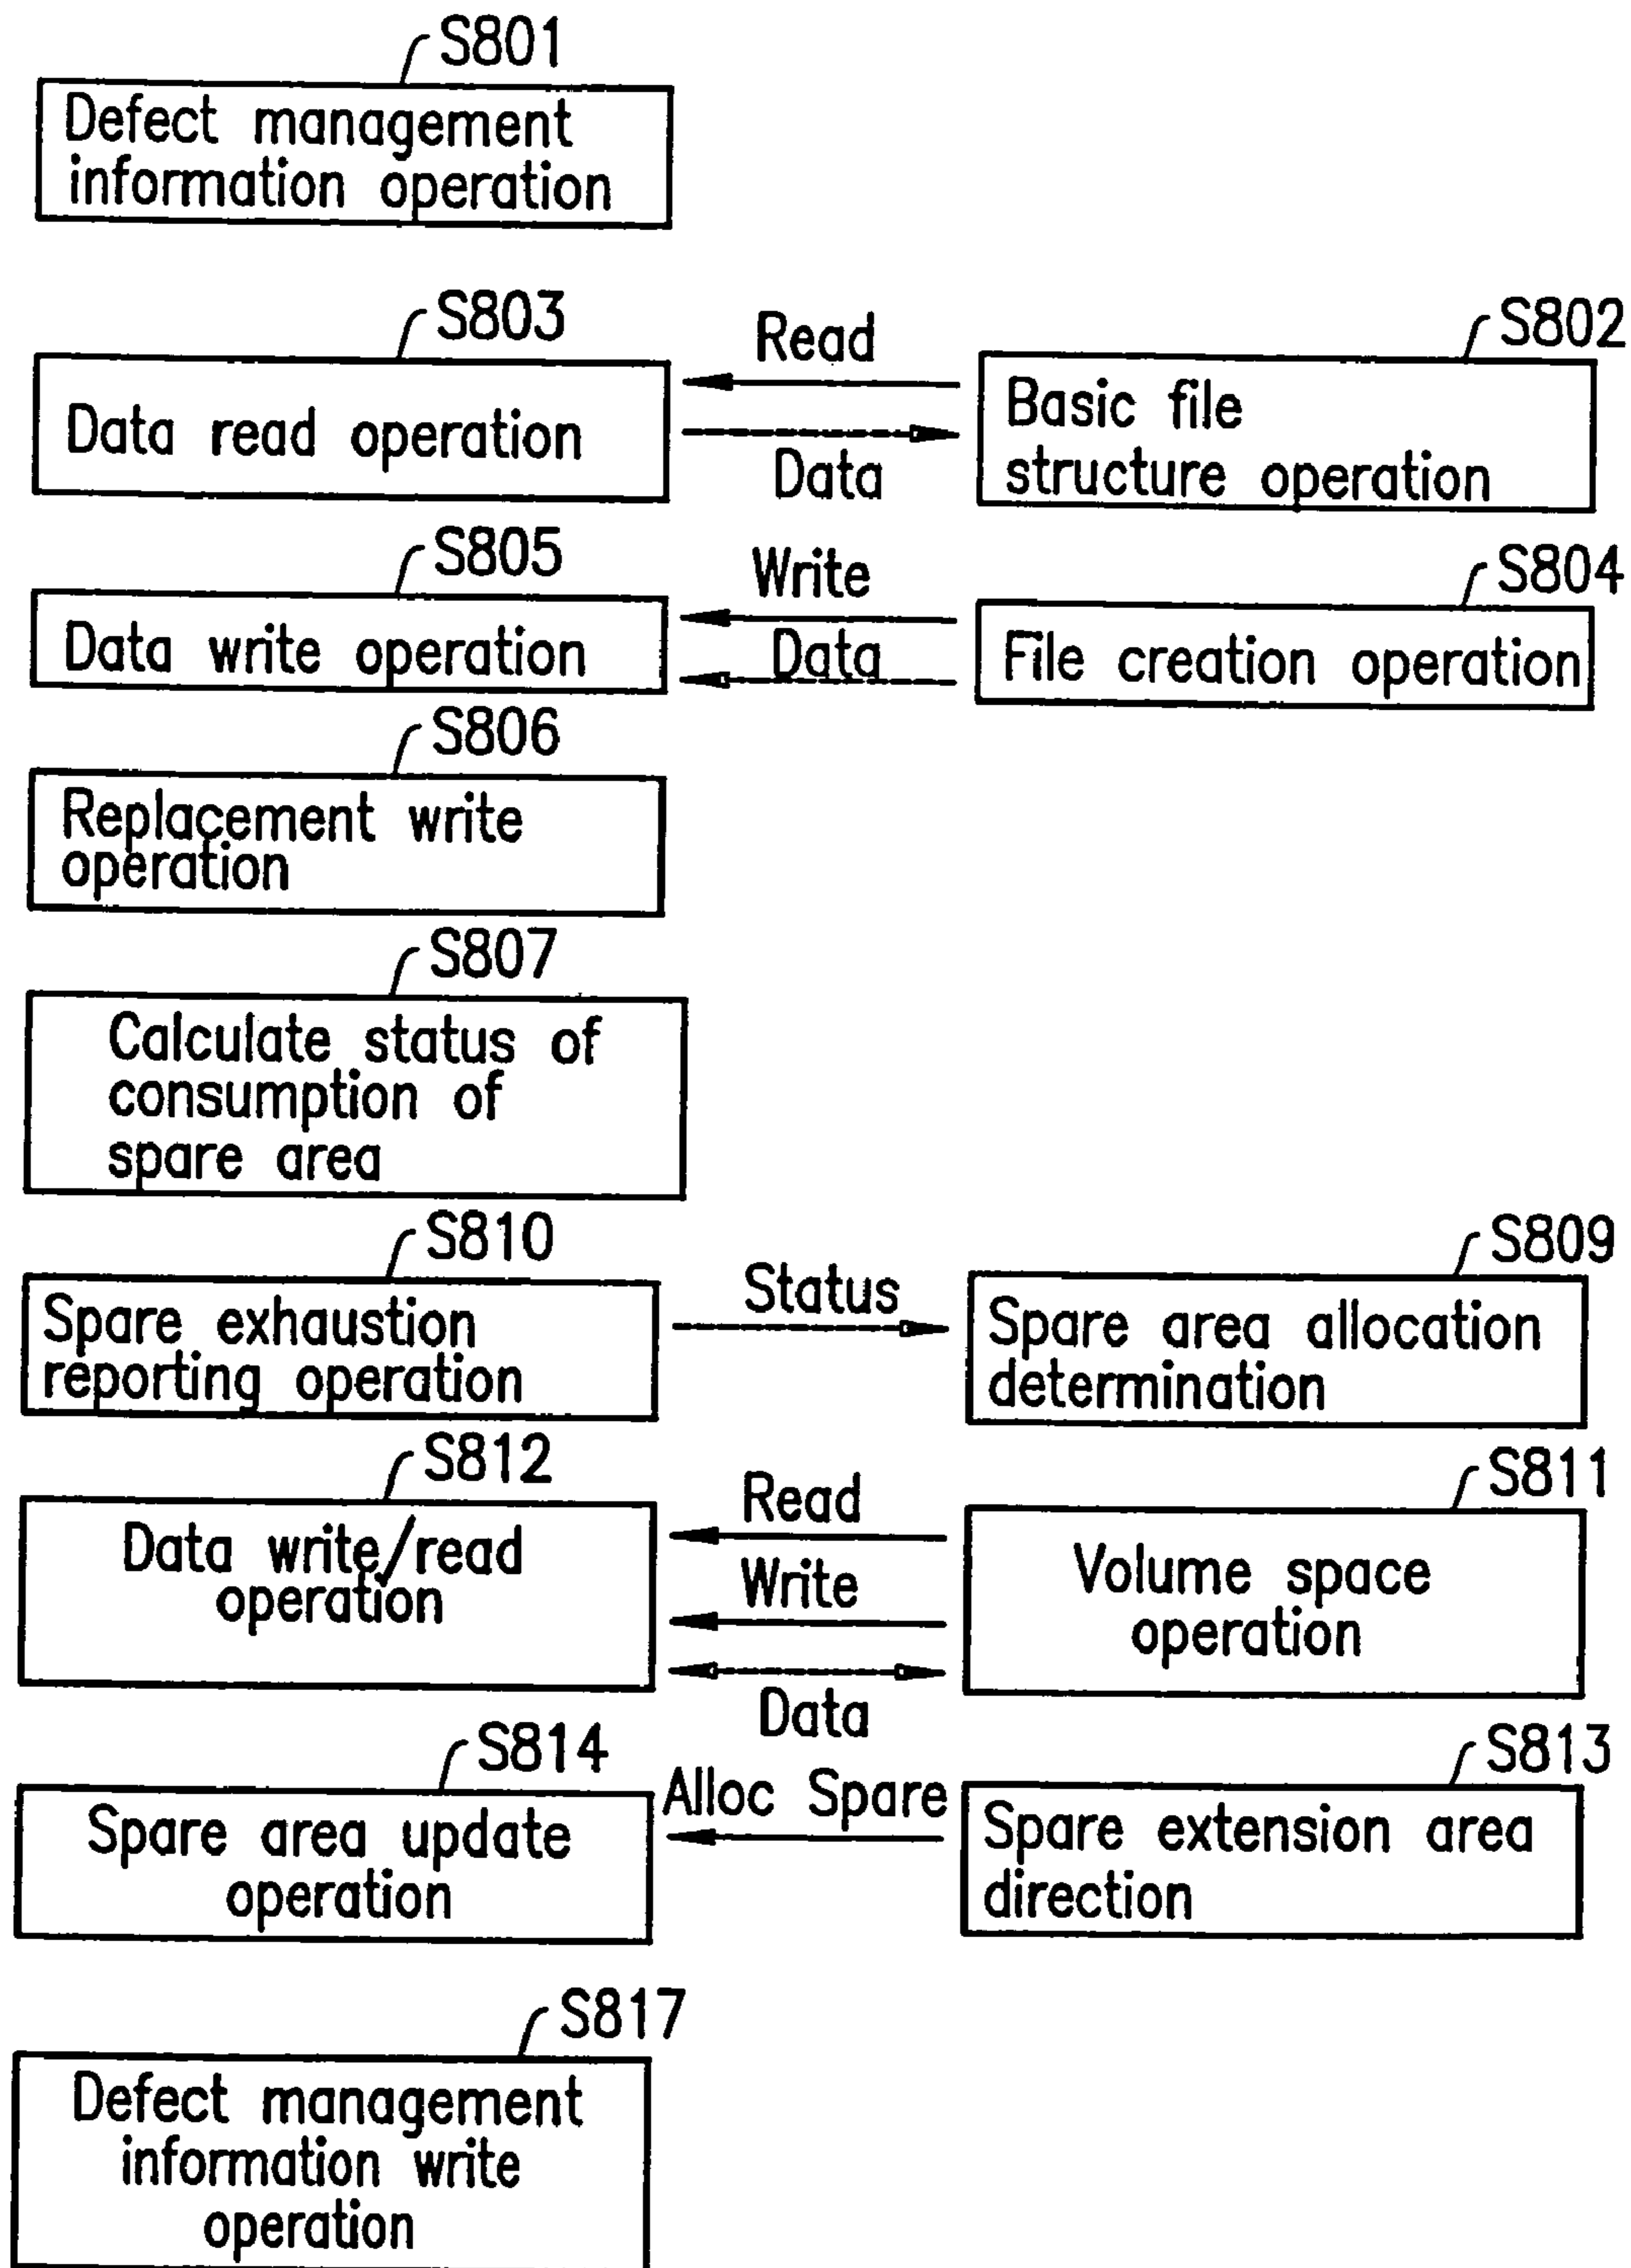 S801
Defect management
information operation
S803
Read
S802
Data read operation
Data
Basic file
structure operation
S805
Write
S804
Data write operation
Data
File creation operation
S806
Replacement write
operation
S807
Calculate status of
consumption of
spare area
S810
Status
S809
Spare exhaustion
reporting operation
Spare area allocation
determination
S812
Read
S811
Data write/read
operation
Write
Volume space
operation
Data
S814
Alloc Spare
S813
Spare area update
operation
Spare extension area
direction
S817
Defect management
information write
operation